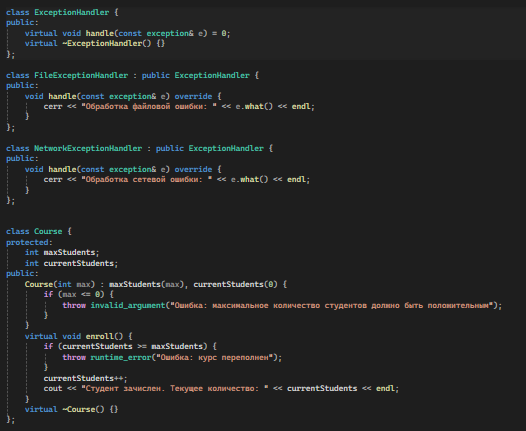 class ExceptionHandler {
public:
    virtual void handle(const exception& e) = 0;
    virtual ~ExceptionHandler() {}
};

class FileExceptionHandler : public ExceptionHandler {
public:
    void handle(const exception& e) override {
        cerr << "Обработка файловой ошибки: " << e.what() << endl;
    }
};

class NetworkExceptionHandler : public ExceptionHandler {
public:
    void handle(const exception& e) override {
        cerr << "Обработка сетевой ошибки: " << e.what() << endl;
    }
};

class Course {
protected:
    int maxStudents;
    int currentStudents;
public:
    Course(int max) : maxStudents(max), currentStudents(0) {
        if (max <= 0) {
            throw invalid_argument("Ошибка: максимальное количество студентов должно быть положительным");
        }
    }
    virtual void enroll() {
        if (currentStudents >= maxStudents) {
            throw runtime_error("Ошибка: курс переполнен");
        }
        currentStudents++;
        cout << "Студент зачислен. Текущее количество: " << currentStudents << endl;
    }
    virtual ~Course() {}
};